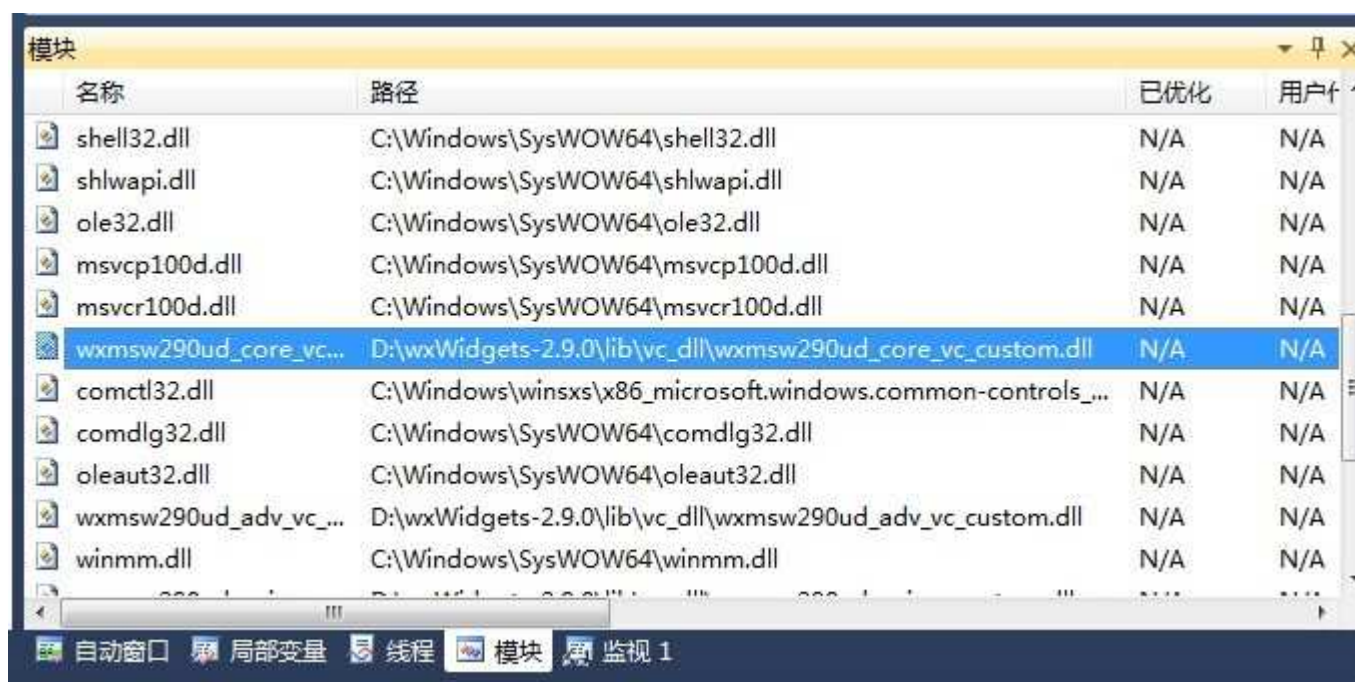 模块
名称 路径 已优化 用户
shell32.dll C:\Windows\SysWOW64\shell32.dll N/A N/A
shlwapi.dll C:\Windows\SysWOW64\shlwapi.dll N/A N/A
ole32.dll C:\Windows\SysWOW64\ole32.dll N/A N/A
msvcp100d.dll C:\Windows\SysWOW64\msvcp100d.dll N/A N/A
msvcr100d.dll C:\Windows\SysWOW64\msvcr100d.dll N/A N/A
wxmsw290ud_core_vc... D:\wxWidgets-2.9.0\lib\vc_dll\wxmsw290ud_core_vc_custom.dll N/A N/A
comctl32.dll C:\Windows\winsxs\x86_microsoft.windows.common-controls_... N/A N/A
comdlg32.dll C:\Windows\SysWOW64\comdlg32.dll N/A N/A
oleaut32.dll C:\Windows\SysWOW64\oleaut32.dll N/A N/A
wxmsw290ud_adv_vc_... D:\wxWidgets-2.9.0\lib\vc_dll\wxmsw290ud_adv_vc_custom.dll N/A N/A
winmm.dll C:\Windows\SysWOW64\winmm.dll N/A N/A
自动窗口 局部变量 线程 模块 监视 1